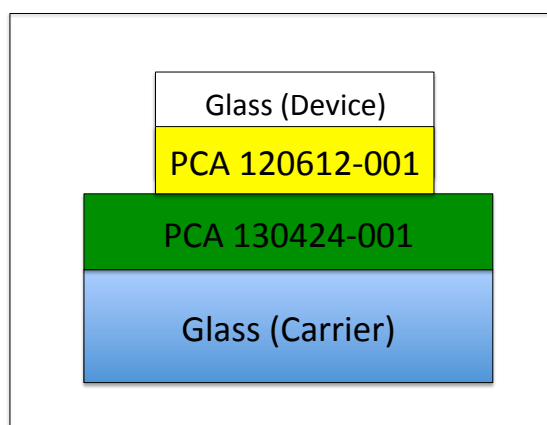 Glass (Device)
PCA 120612-001
PCA 130424-001
Glass (Carrier)